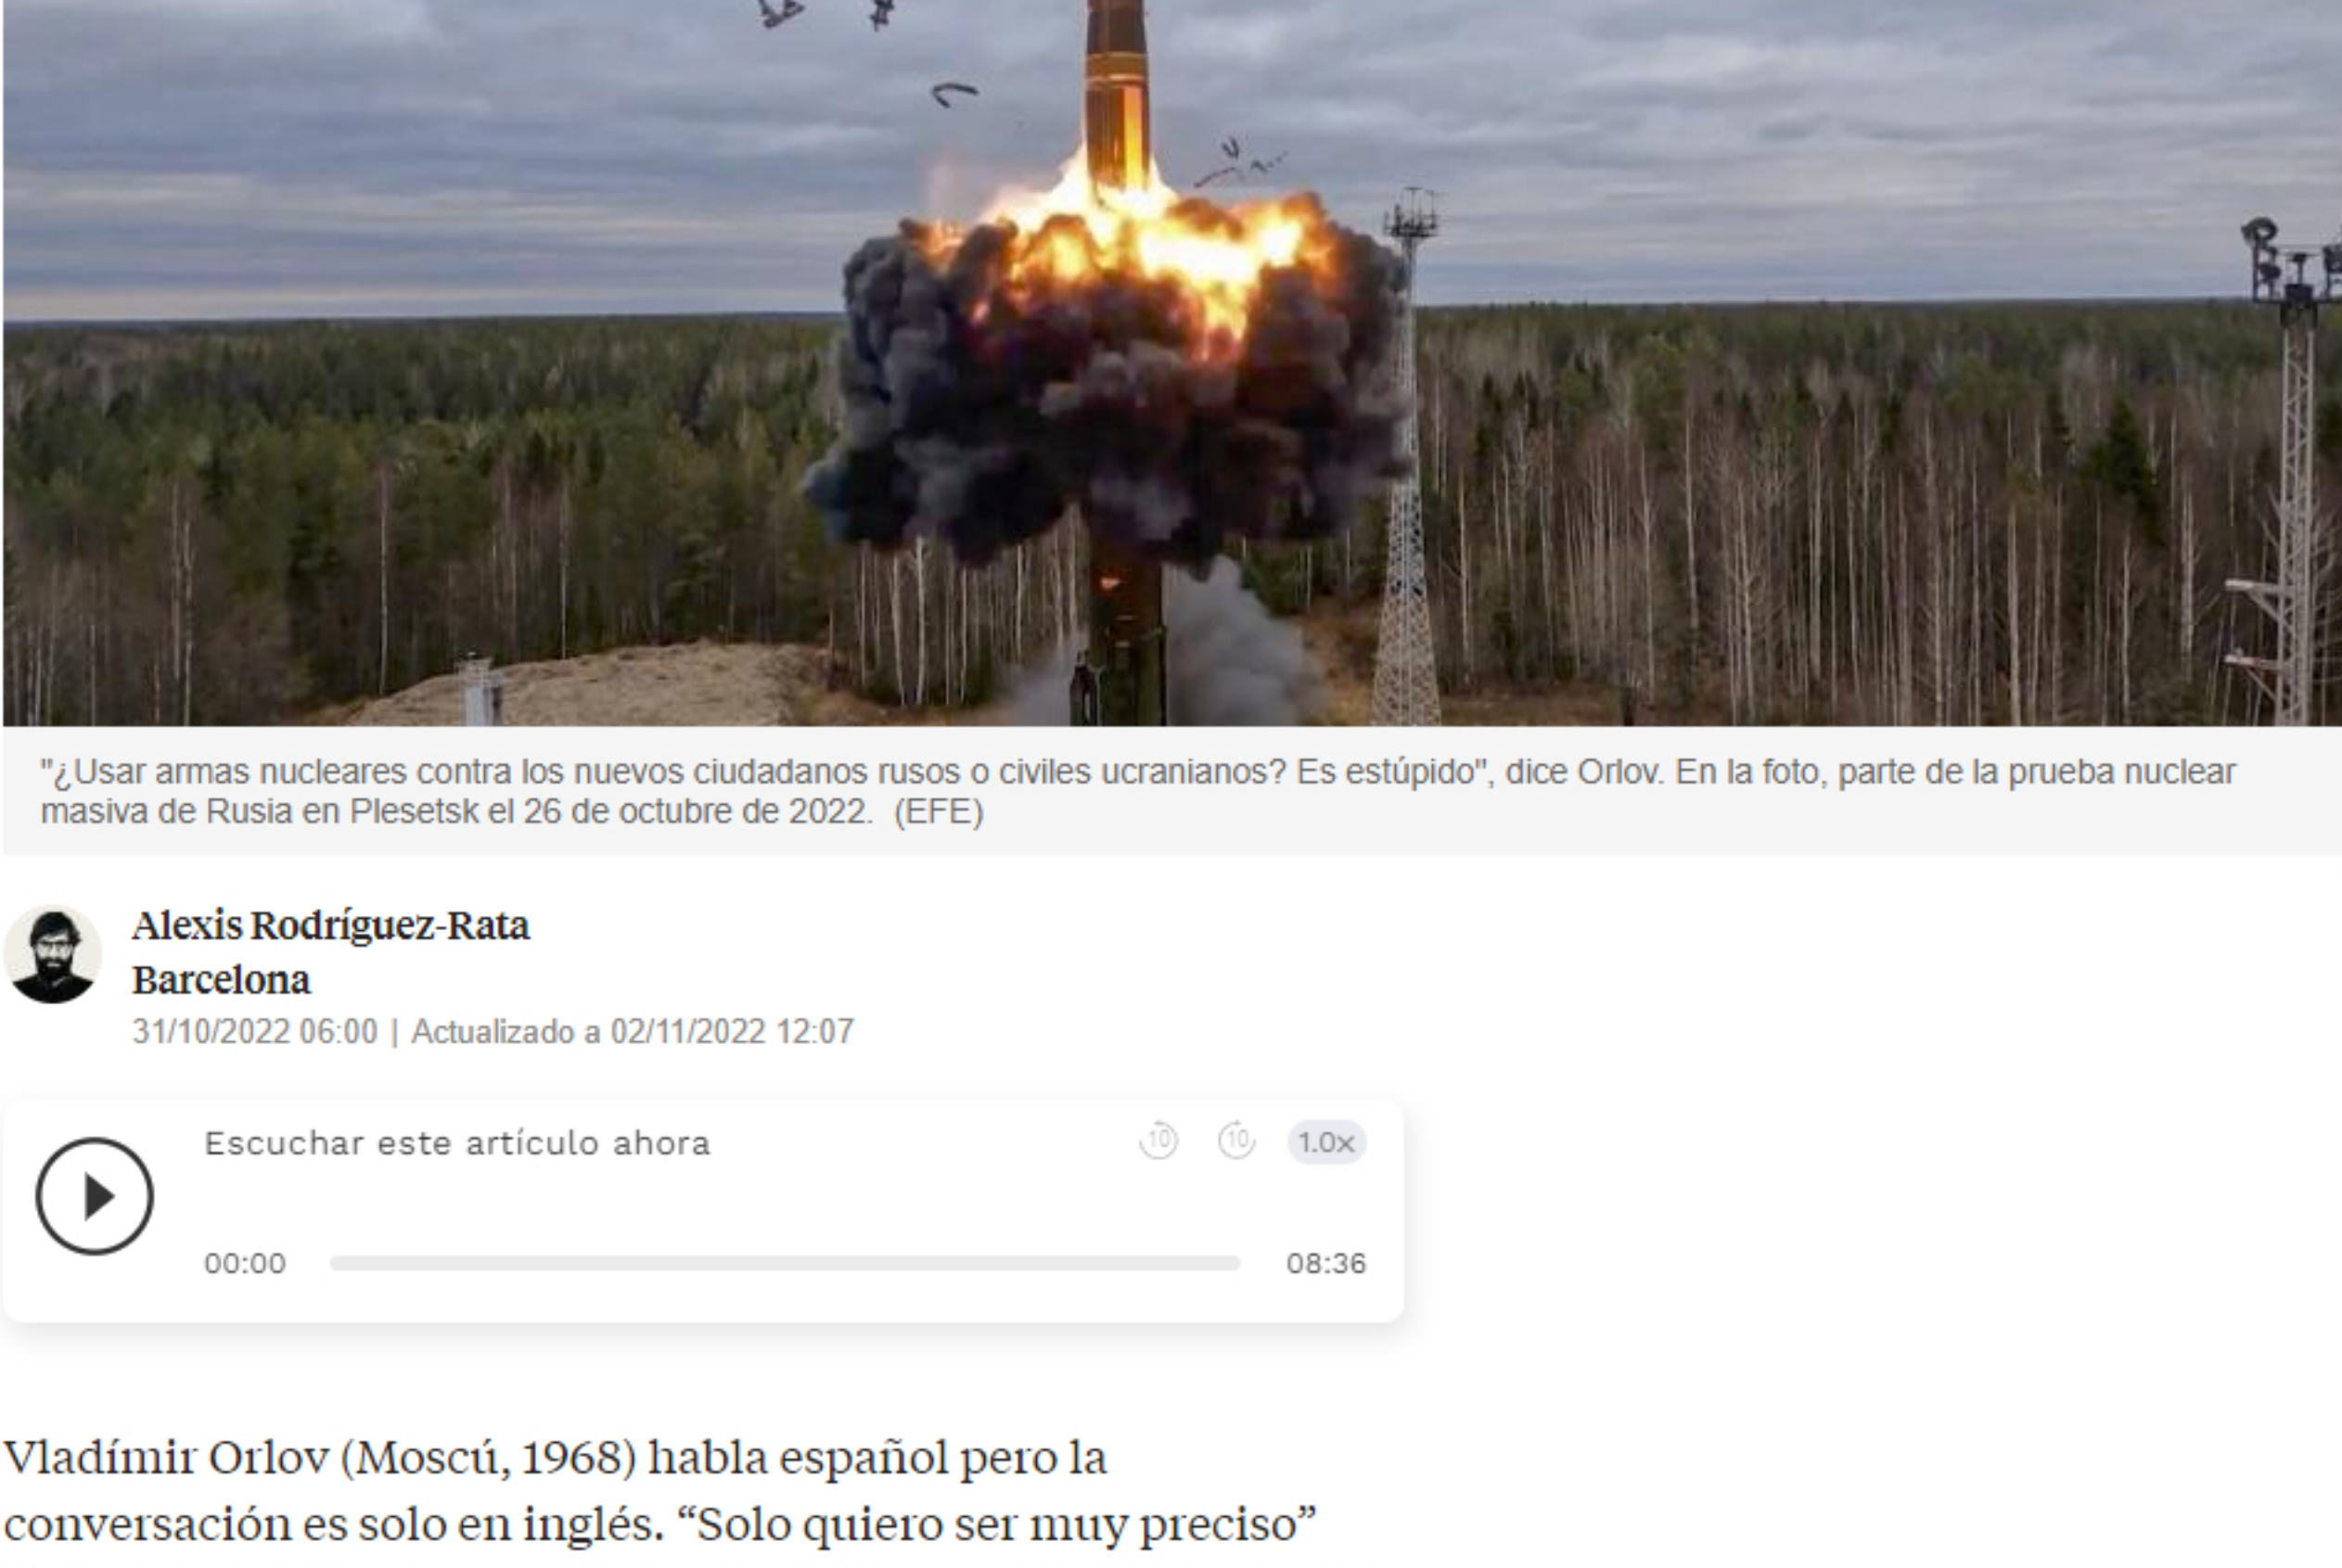 "¿Usar armas nucleares contra los nuevos ciudadanos rusos o civiles ucranianos? Es estúpido", dice Orlov. En la foto, parte de la prueba nuclear
masiva de Rusia en Plesetsk el 26 de octubre de 2022. (EFE)
Alexis Rodríguez-Rata
Barcelona
31/10/2022 06:00 | Actualizado a 02/11/2022 12:07
Escuchar este artículo ahora
10 10 1.0x
00:00 08:36
Vladímir Orlov (Moscú, 1968) habla español pero la
conversación es solo en inglés. “Solo quiero ser muy preciso”